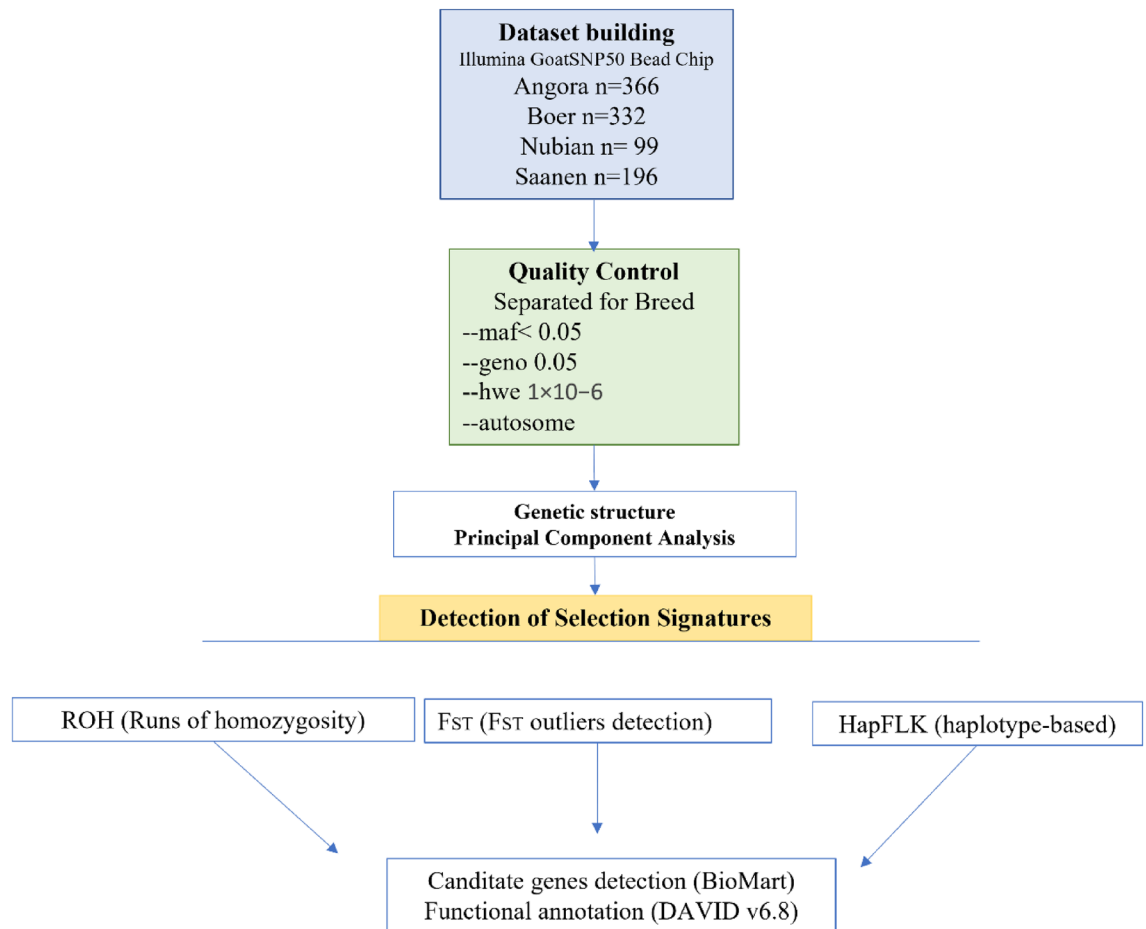 Dataset building
Illumina GoatSNP50 Bead Chip
Angora n=366
Boer n=332
Nubian n= 99
Saanen n=196
Quality Control
Separated for Breed
--maf< 0.05
--geno 0.05
--hwe 1×10−6
--autosome
Genetic structure
Principal Component Analysis
Detection of Selection Signatures
ROH (Runs of homozygosity)
FST (FST outliers detection)
HapFLK (haplotype-based)
Canditate genes detection (BioMart)
Functional annotation (DAVID v6.8)